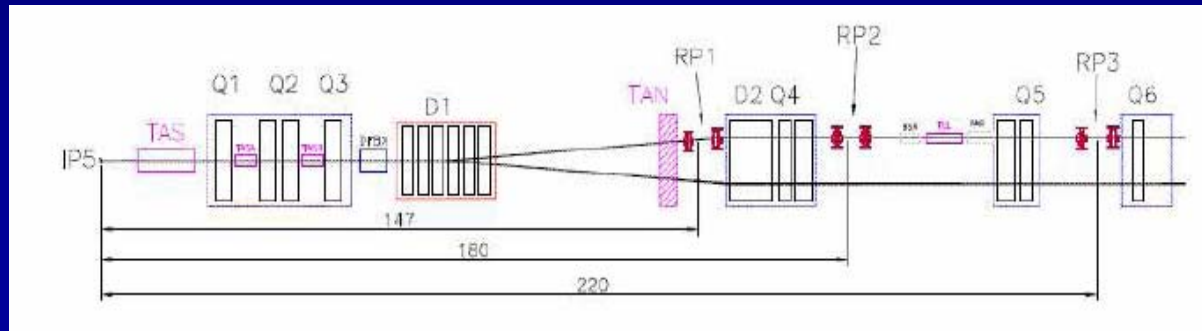 RP2
RP1
RP3
Q1 Q2 Q3
D1
TAN
D2 Q4
Q5
Q6
TAS
IP5
147
180
220